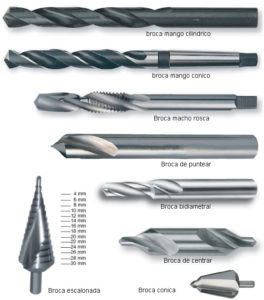 broca mango cilindrico
broca mango conico
Broca macho rosca
Broca de puntear
Broca bidiametral
4 mm
6 mm
8 mm
10 mm
12 mm
14 mm
16 mm
18 mm
20 mm
22 mm
24 mm
26 mm
28 mm
30 mm
Broca de centrar
Broca escalonada
Broca conica